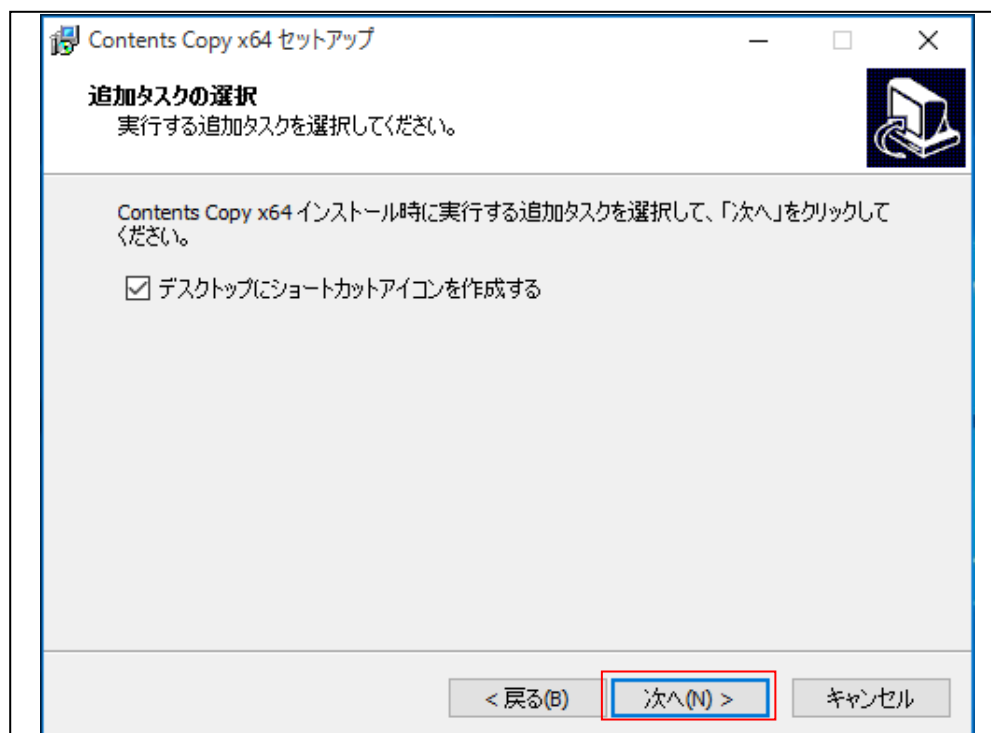 Contents Copy x64 セットアップ
追加タスクの選択
実行する追加タスクを選択してください。
Contents Copy x64 インストール時に実行する追加タスクを選択して、「次へ」をクリックして
ください。
デスクトップにショートカットアイコンを作成する
< 戻る(B)
次へ(N) >
キャンセル